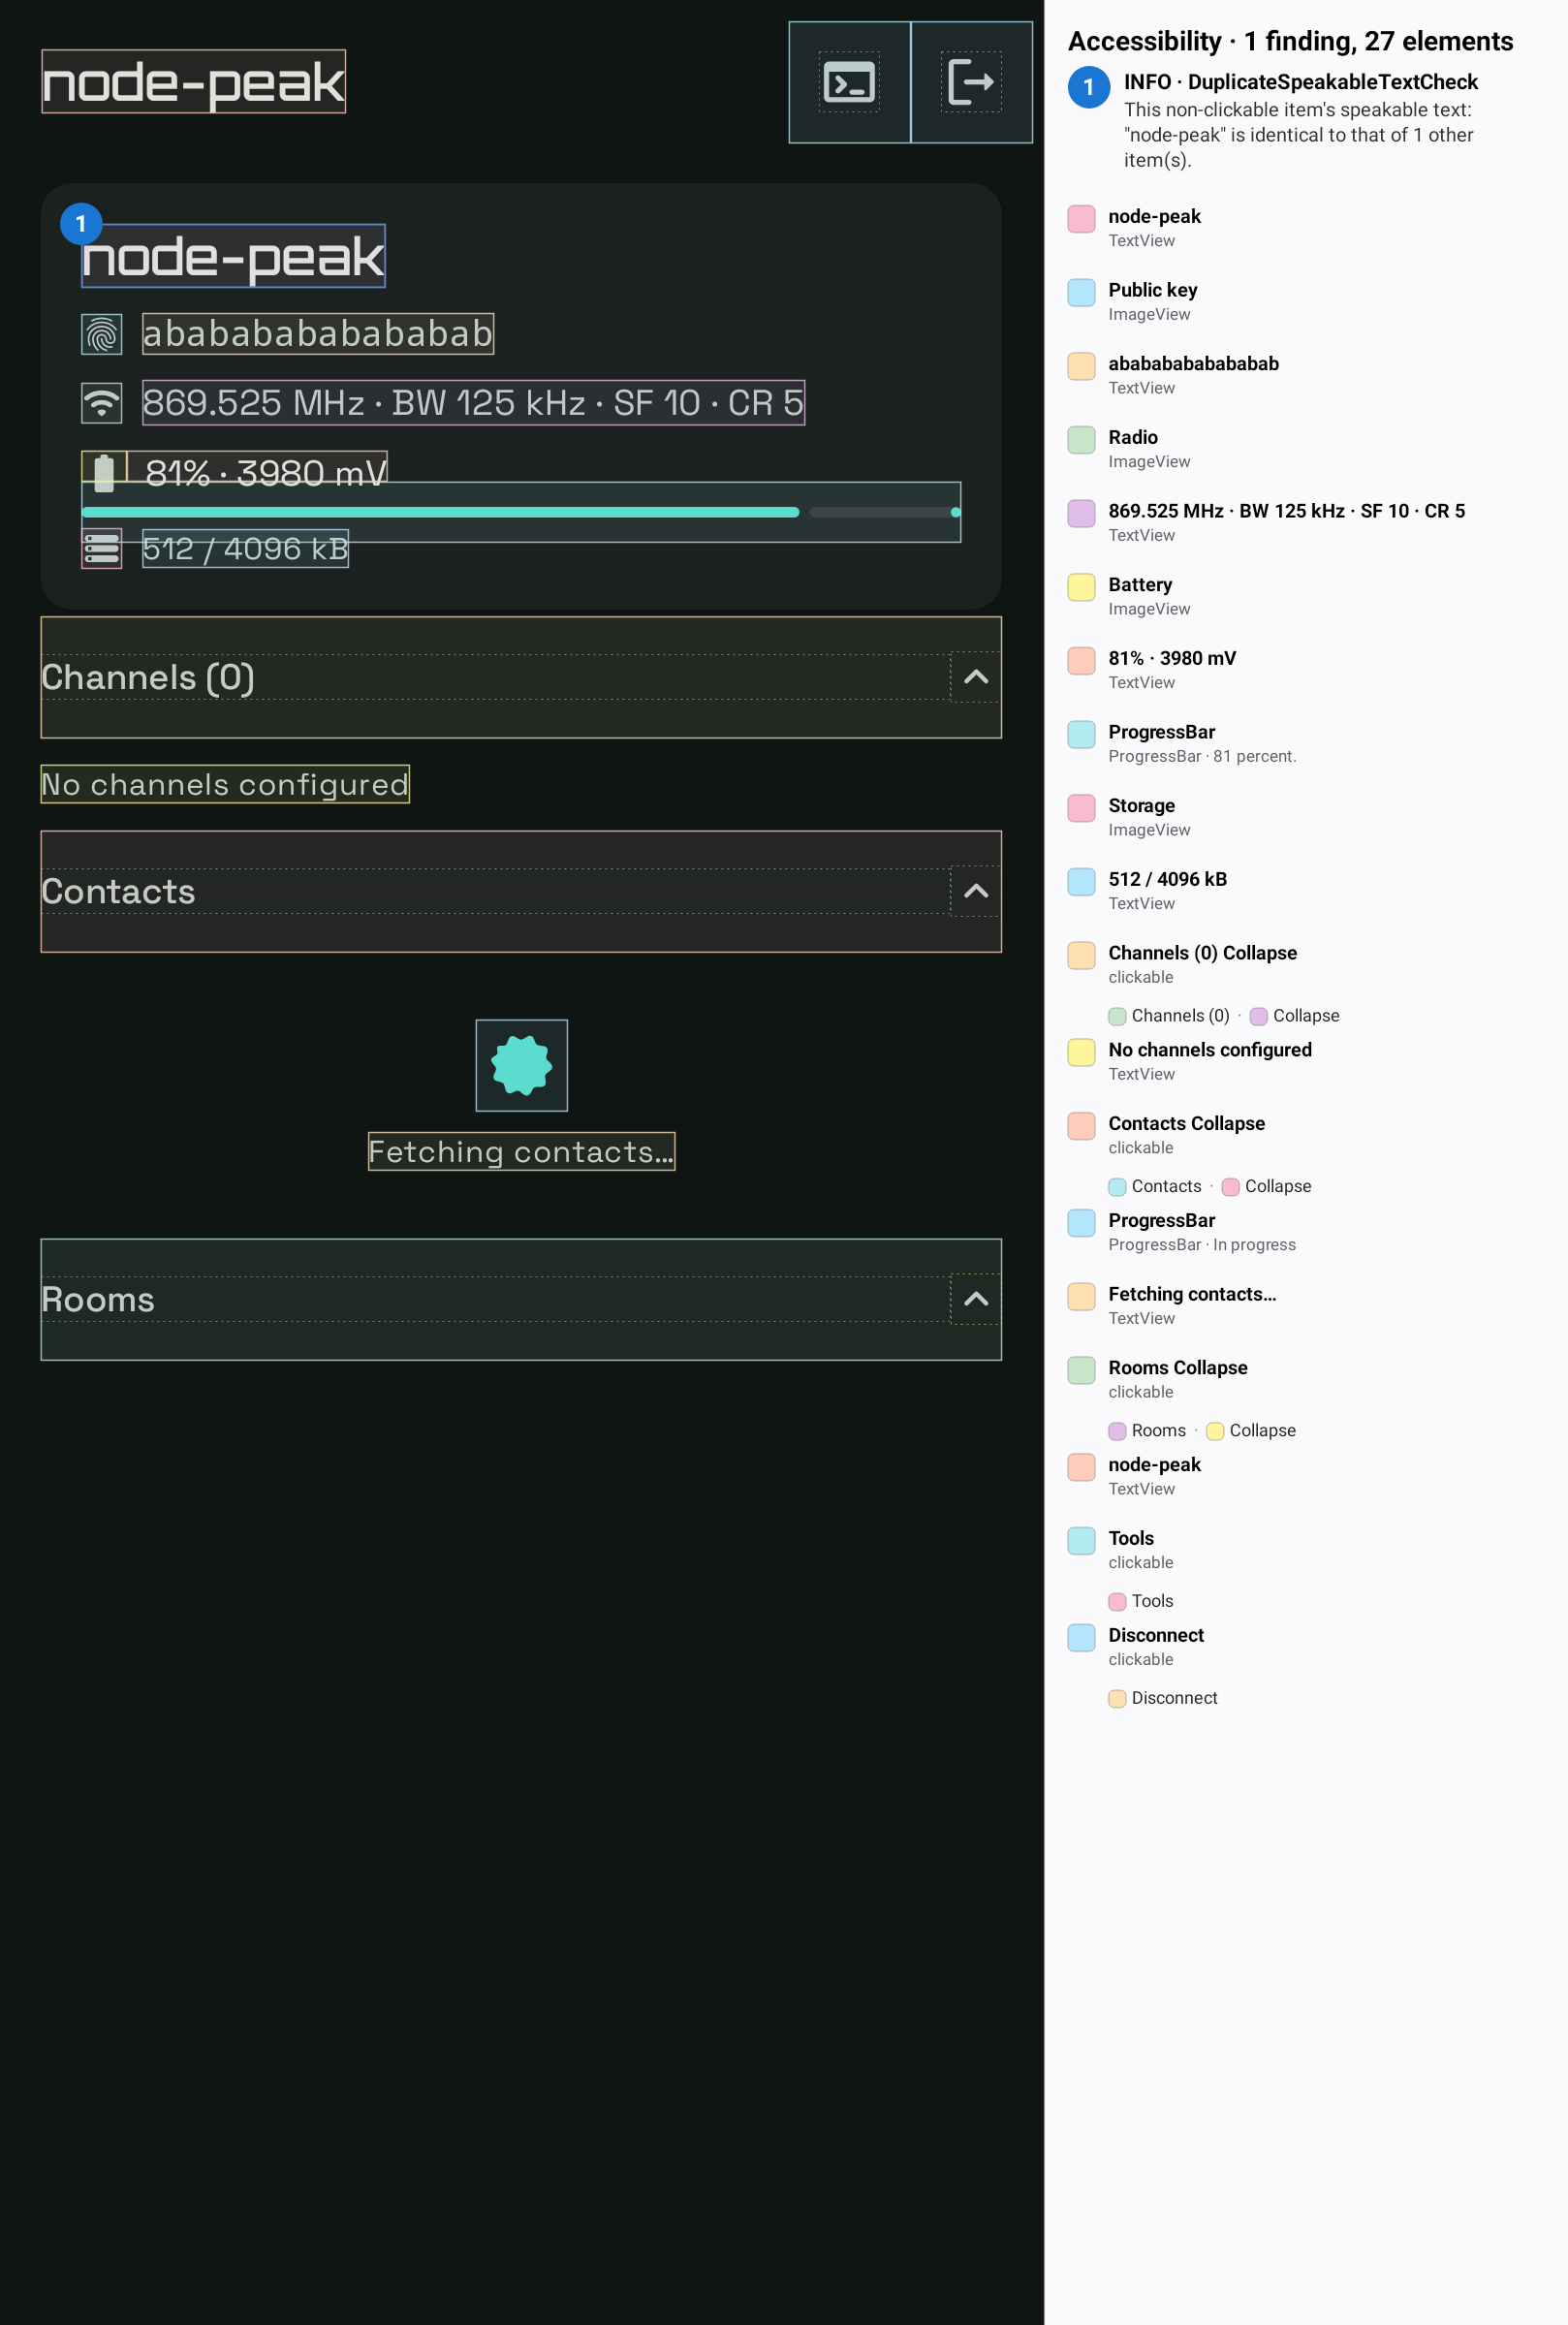 node-peak
1
node-peak
abababababababab
869.525 MHz · BW 125 kHz · SF 10 · CR 5
81% · 3980 mV
512 / 4096 kB
Channels (0)
No channels configured
Contacts
Fetching contacts…
Rooms
Accessibility · 1 finding, 27 elements
1
INFO · DuplicateSpeakableTextCheck
This non-clickable item's speakable text:
"node-peak" is identical to that of 1 other
item(s).
node-peak
TextView
Public key
ImageView
abababababababab
TextView
Radio
ImageView
869.525 MHz · BW 125 kHz · SF 10 · CR 5
TextView
Battery
ImageView
81% · 3980 mV
TextView
ProgressBar
ProgressBar · 81 percent.
Storage
ImageView
512 / 4096 kB
TextView
Channels (0) Collapse
clickable
Channels (0) · Collapse
No channels configured
TextView
Contacts Collapse
clickable
Contacts · Collapse
ProgressBar
ProgressBar · In progress
Fetching contacts…
TextView
Rooms Collapse
clickable
Rooms · Collapse
node-peak
TextView
Tools
clickable
Tools
Disconnect
clickable
Disconnect